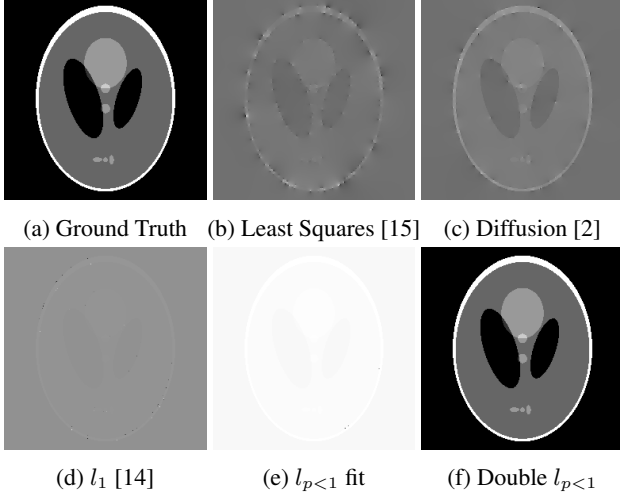 (a) Ground Truth (b) Least Squares [15] (c) Diffusion [2]
(d) l₁ [14] (e) lₚ<₁ fit (f) Double lₚ<₁